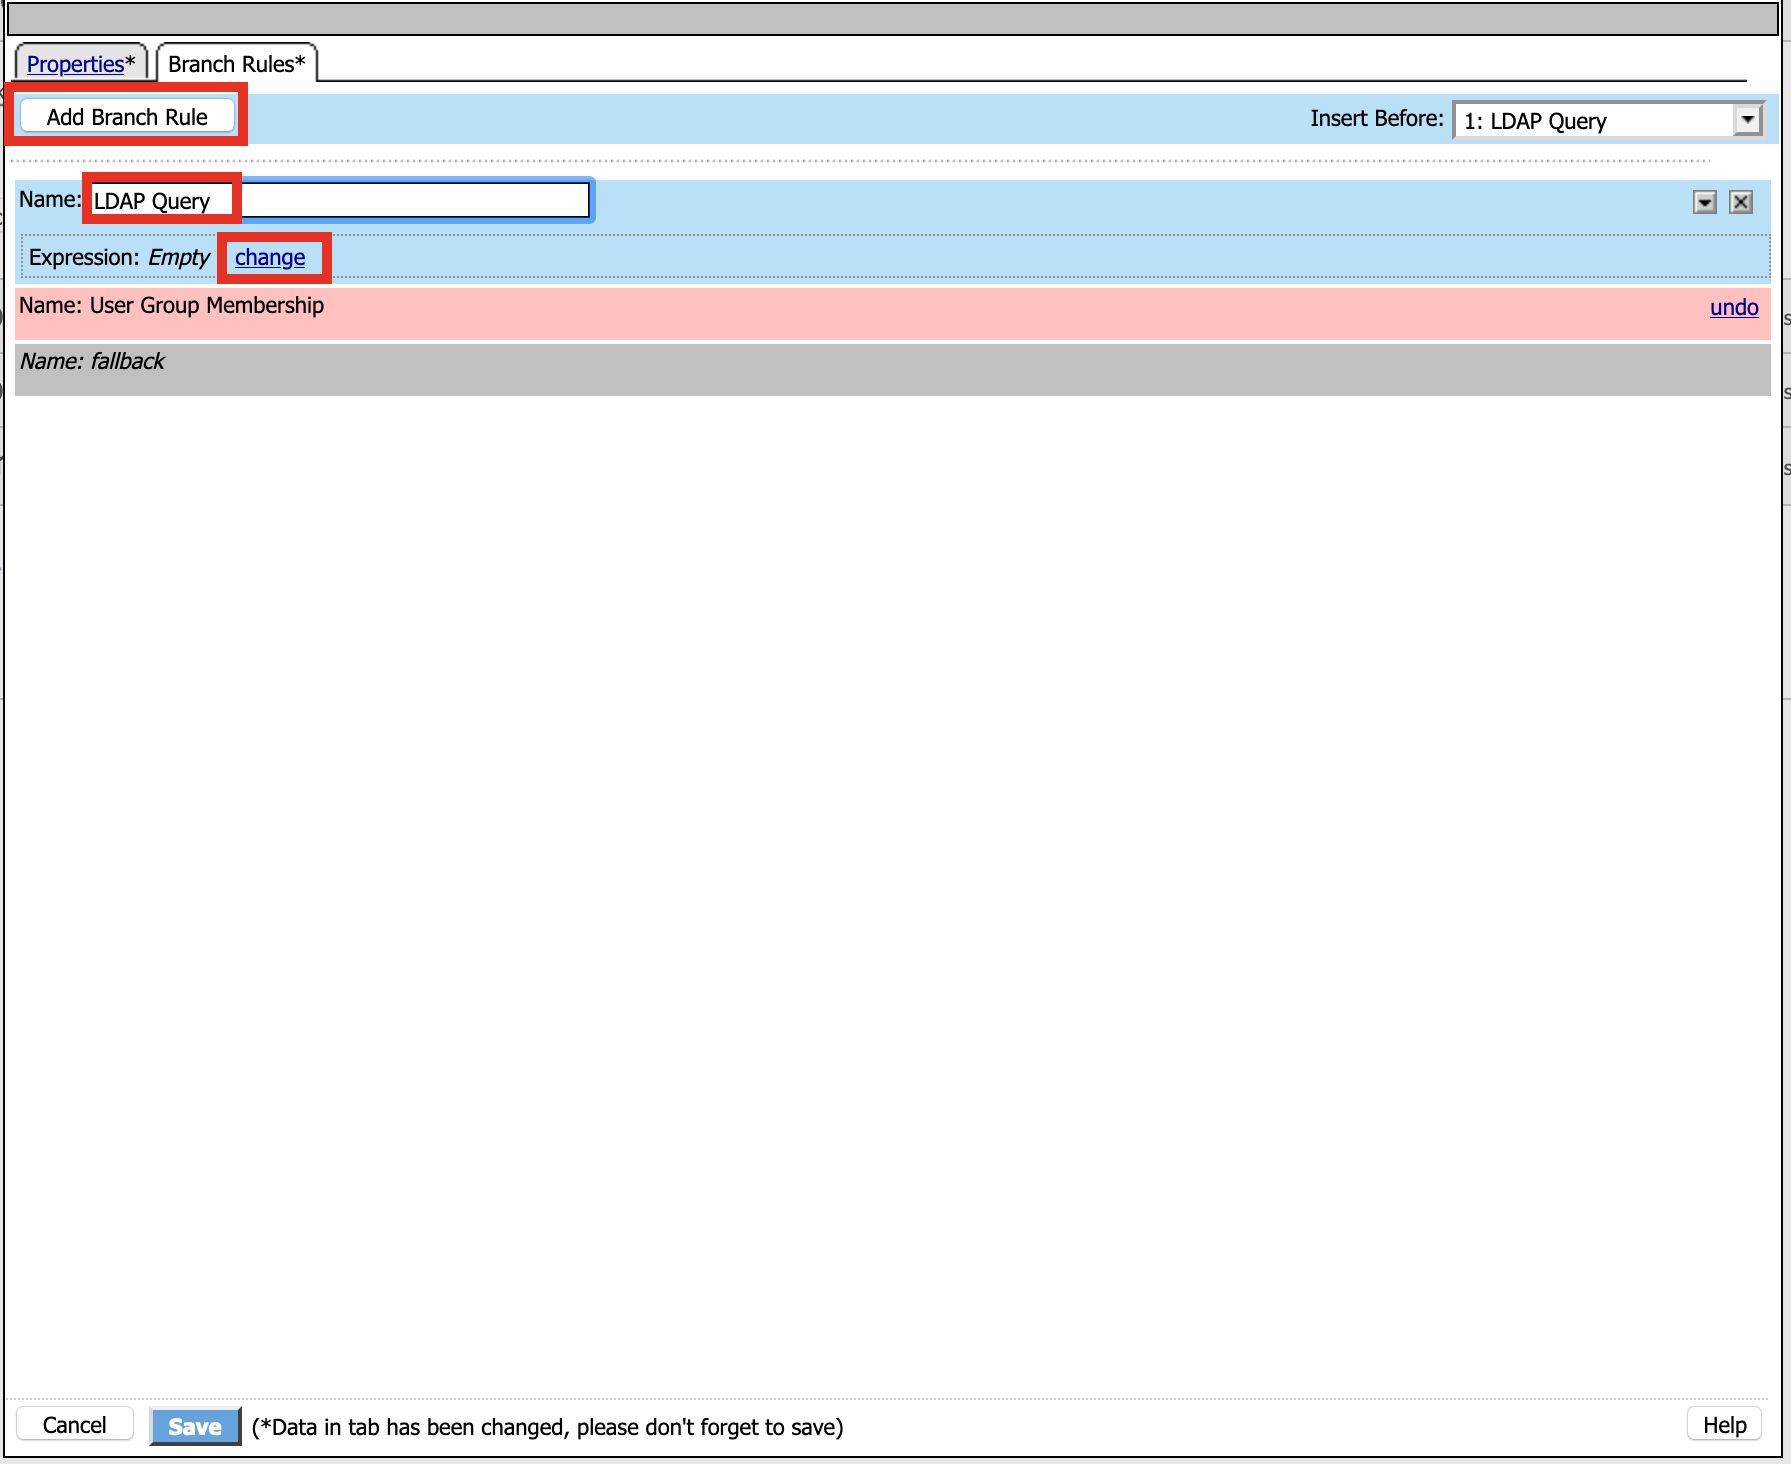 Properties* Branch Rules*
Add Branch Rule Insert Before: 1: LDAP Query
Name: LDAP Query
Expression: Empty change
Name: User Group Membership undo
Name: fallback
Cancel Save (*Data in tab has been changed, please don't forget to save) Help